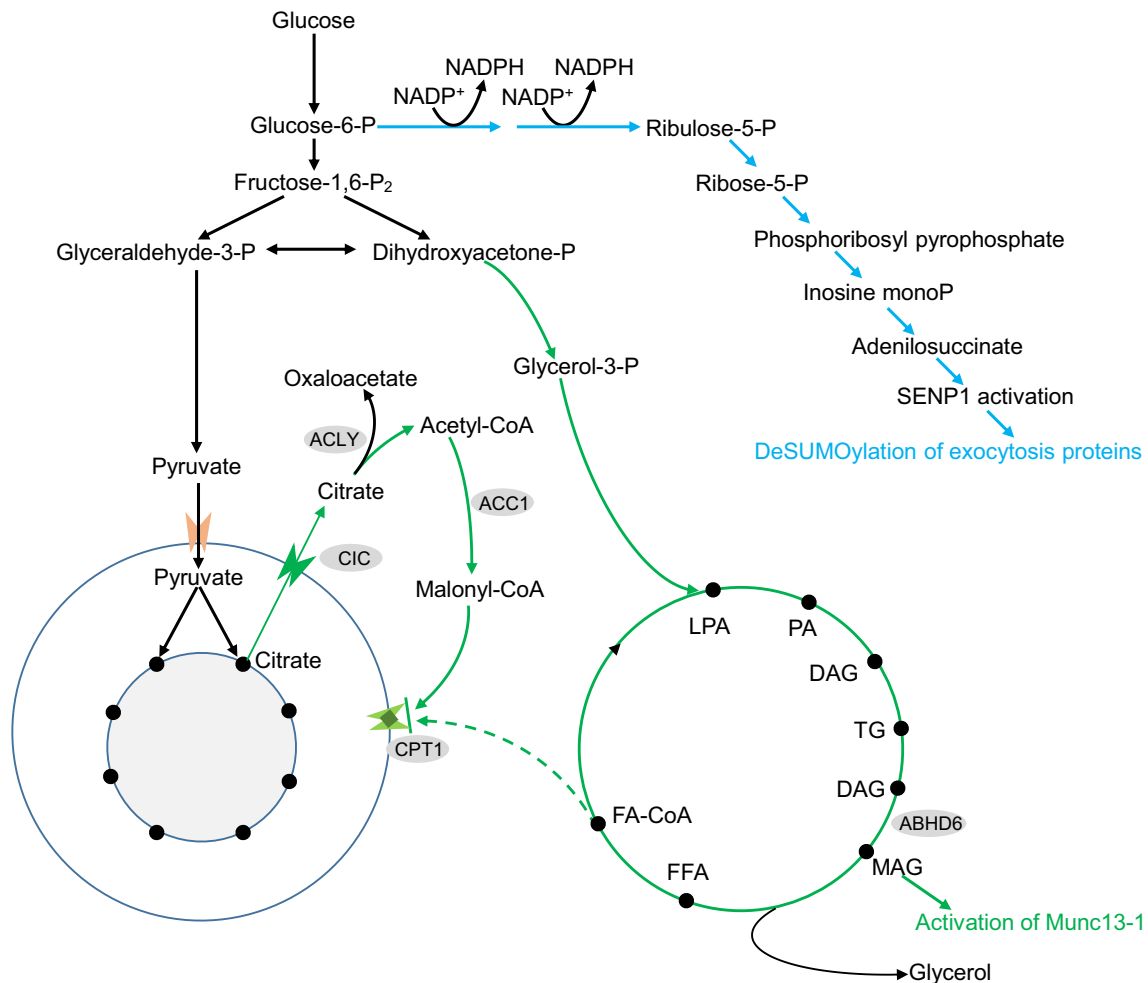 Glucose
NADPH
NADPH
NADP+
NADP+
Glucose-6-P
Ribulose-5-P
Fructose-1,6-P2
Ribose-5-P
Glyceraldehyde-3-P
Dihydroxyacetone-P
Phosphoribosyl pyrophosphate
Inosine monoP
Adenilosuccinate
Glycerol-3-P
Oxaloacetate
SENP1 activation
Acetyl-CoA
ACLY
DeSUMOylation of exocytosis proteins
Pyruvate
Citrate
ACC1
CIC
Pyruvate
Malonyl-CoA
LPA
PA
Citrate
DAG
TG
CPT1
DAG
FA-CoA
ABHD6
FFA
MAG
Activation of Munc13-1
Glycerol